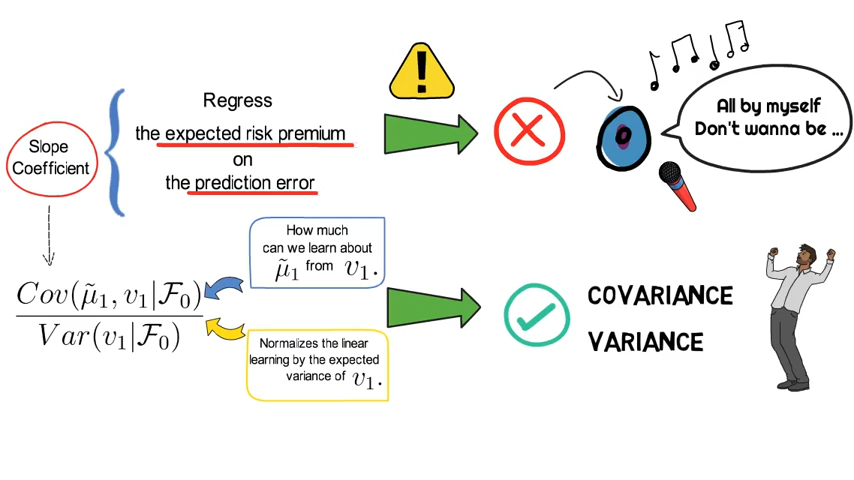 Regress
the expected risk premium
on
the prediction error
Slope
Coefficient
!
All by myself
Don't wanna be ...
How much
can we learn about
μ̃₁ from v₁.
Cov(μ̃₁, v₁|ℱ₀)
Var(v₁|ℱ₀)
Normalizes the linear
learning by the expected
variance of v₁.
COVARIANCE
VARIANCE